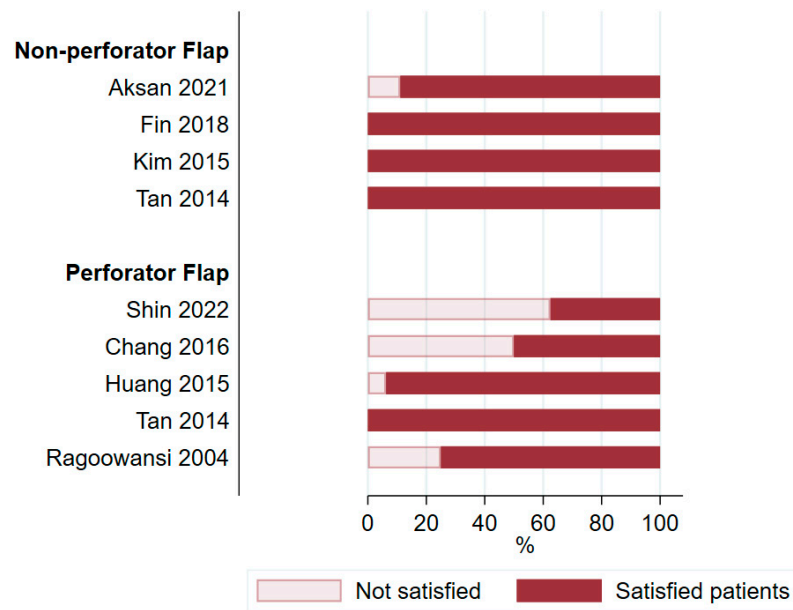 Non-perforator Flap
Aksan 2021
Fin 2018
Kim 2015
Tan 2014
Perforator Flap
Shin 2022
Chang 2016
Huang 2015
Tan 2014
Ragoowansi 2004
0 20 40 60 80 100
%
Not satisfied Satisfied patients